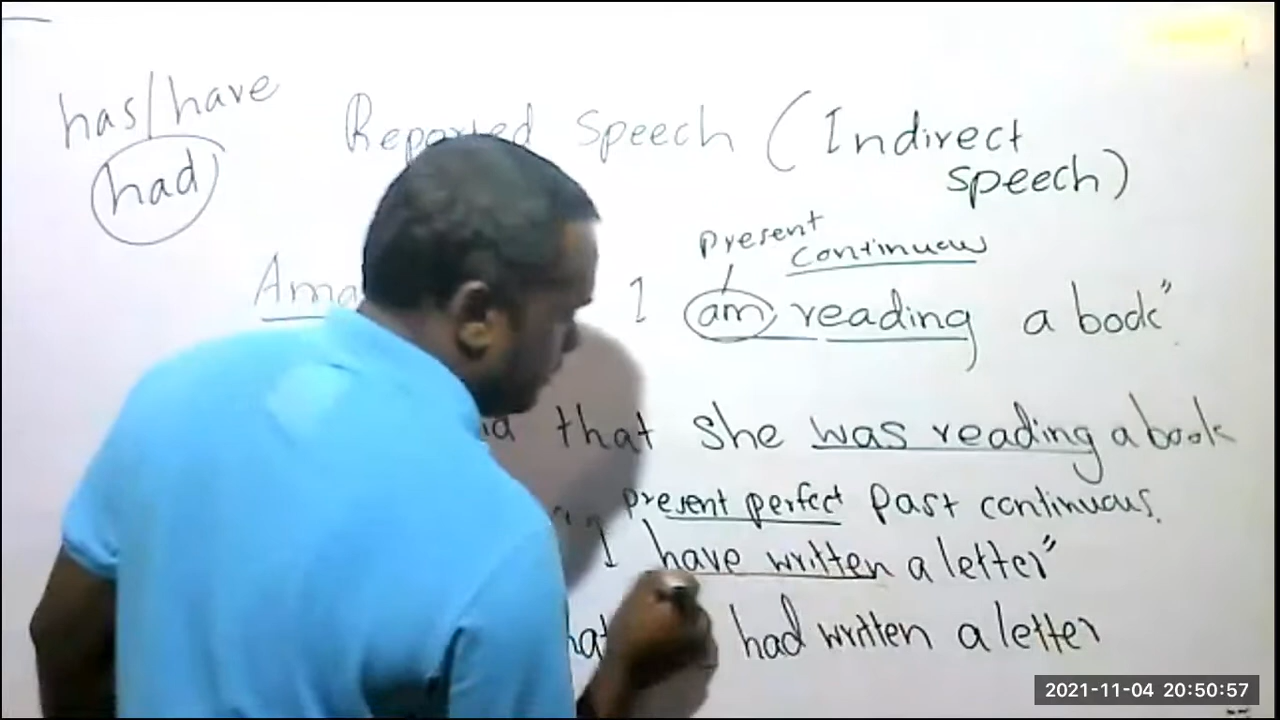 has/have
had
Reported Speech (Indirect
speech)
Present
continuous
I am reading a book"
that she was reading a book
present perfect Past continuous.
I have written a letter"
had written a letter
2021-11-04 20:50:57